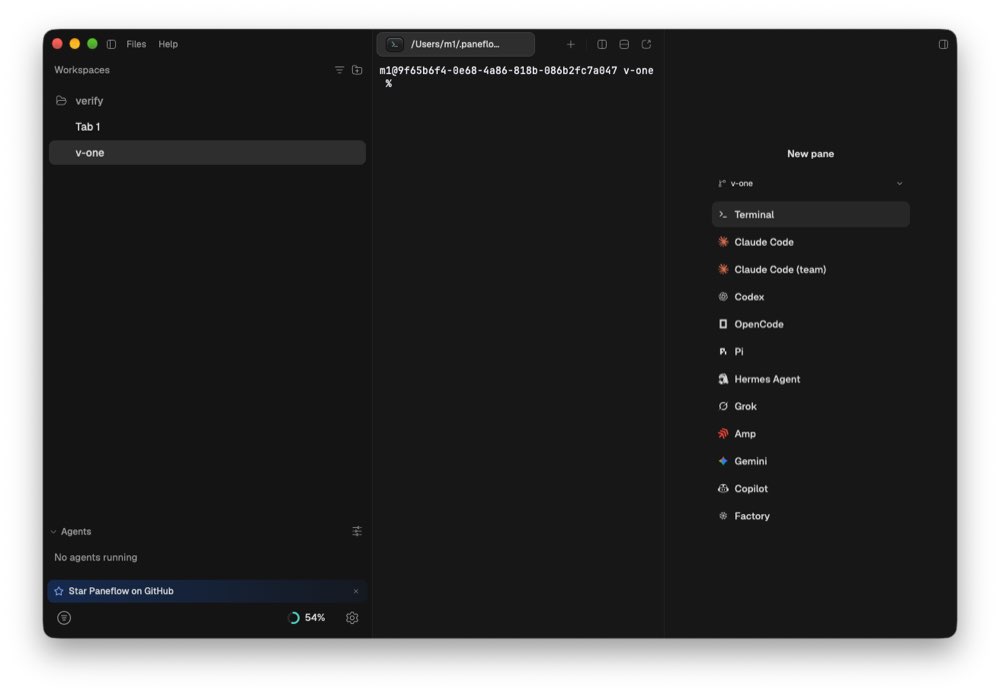 Files Help
Workspaces
verify
Tab 1
v-one
Agents
No agents running
Star Paneflow on GitHub
54%
/Users/m1/.paneflo...
m1@9f65b6f4-0e68-4a86-818b-086b2fc7a047 v-one
%
New pane
v-one
Terminal
Claude Code
Claude Code (team)
Codex
OpenCode
Pi
Hermes Agent
Grok
Amp
Gemini
Copilot
Factory